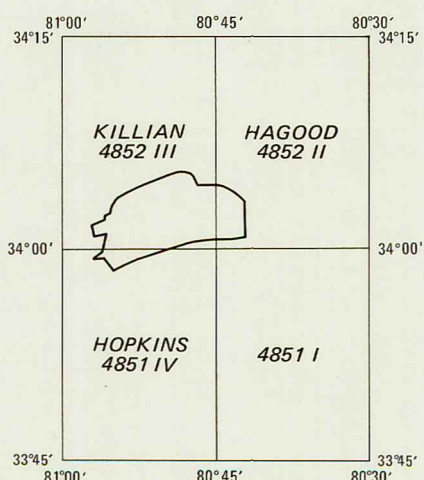 81°00′ 80°45′ 80°30′
34°15′ 34°15′
KILLIAN HAGOOD
4852 III 4852 II
34°00′ 34°00′
HOPKINS
4851 IV 4851 I
33°45′ 33°45′
81°00′ 80°45′ 80°30′